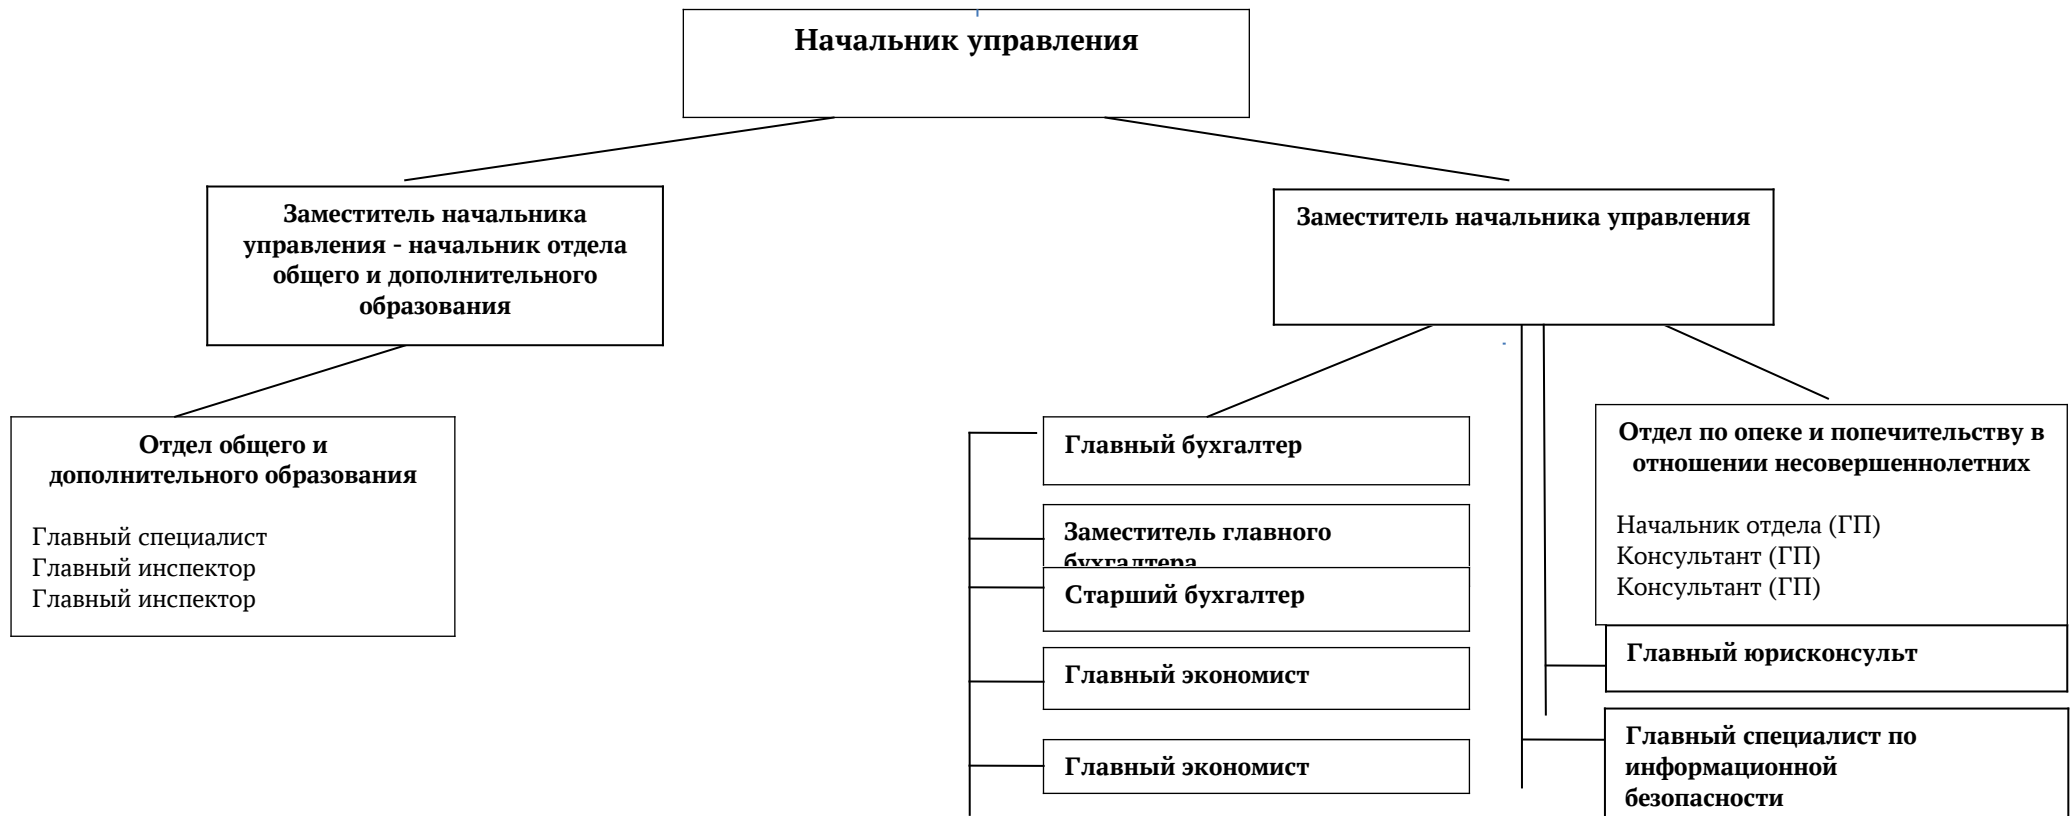 Начальник управления
Заместитель начальника
управления - начальник отдела
общего и дополнительного
образования
Заместитель начальника управления
Отдел общего и
дополнительного образования
Главный специалист
Главный инспектор
Главный инспектор
Главный бухгалтер
Заместитель главного
бухгалтера
Старший бухгалтер
Главный экономист
Главный экономист
Отдел по опеке и попечительству в
отношении несовершеннолетних
Начальник отдела (ГП)
Консультант (ГП)
Консультант (ГП)
Главный юрисконсульт
Главный специалист по
информационной
безопасности